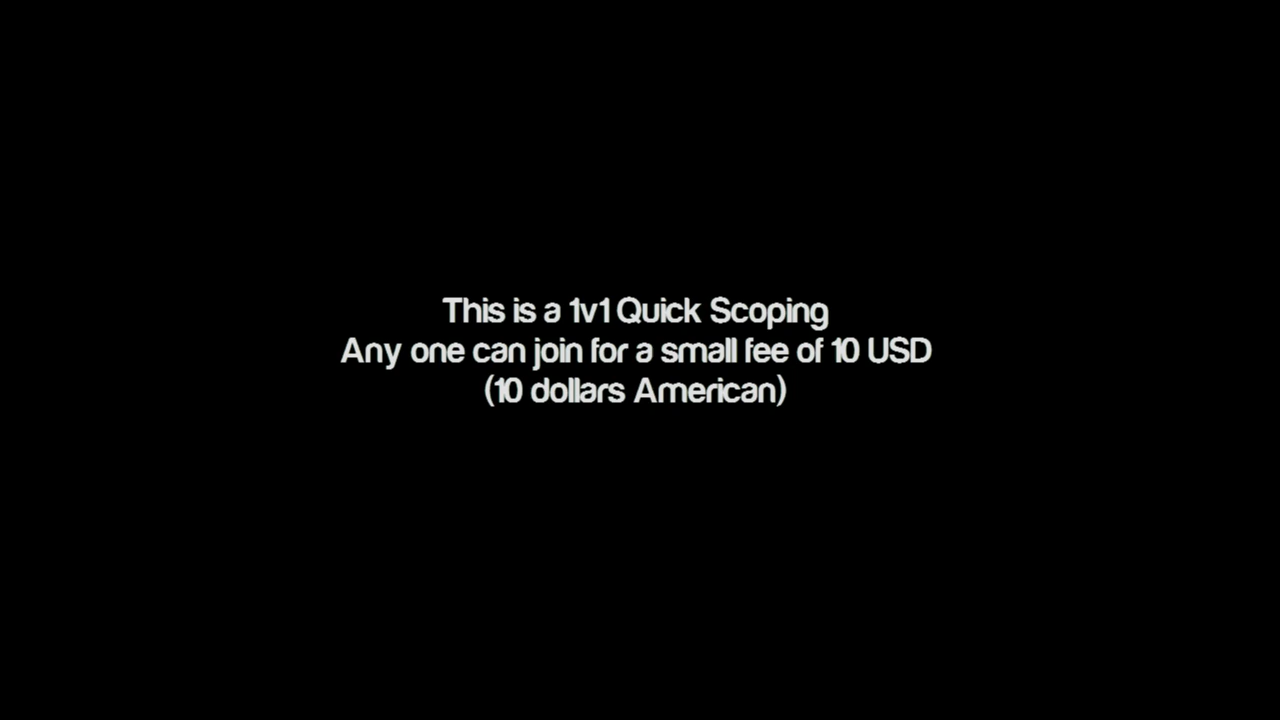 This is a 1v1 Quick Scoping
Any one can join for a small fee of 10 USD
(10 dollars American)